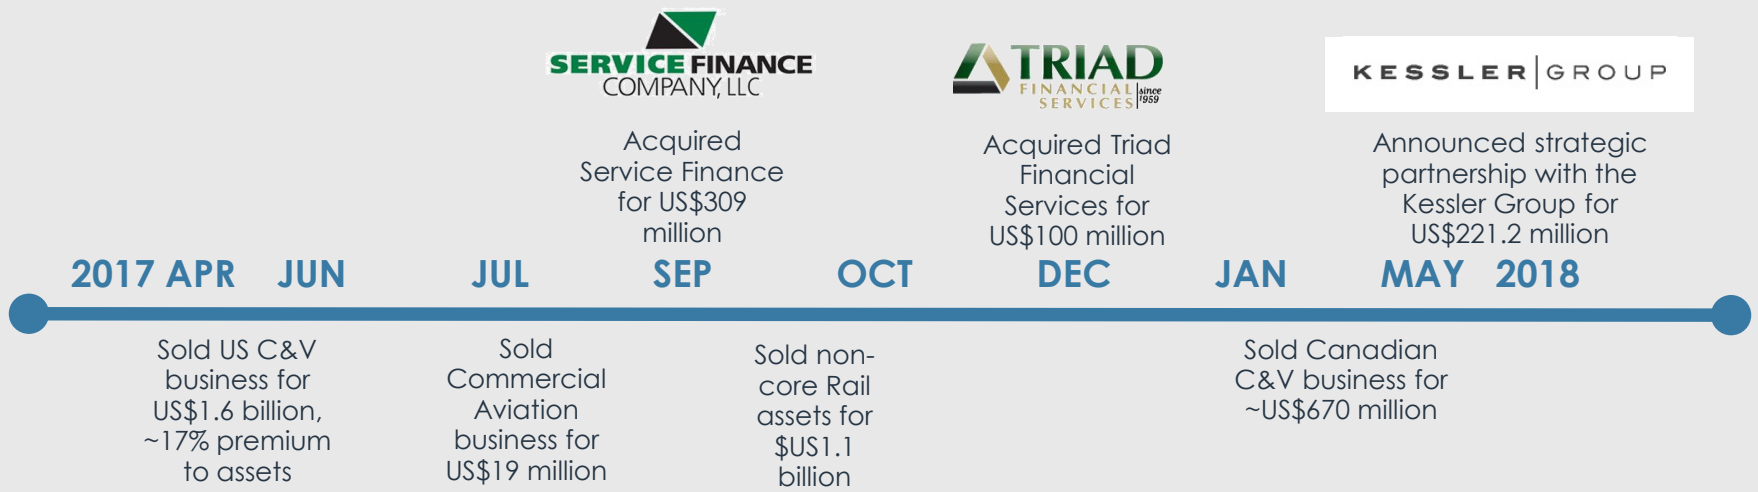 SERVICE FINANCE
COMPANY, LLC
Acquired
Service Finance
for US$309
million
TRIAD
FINANCIAL
SERVICES
since
1959
Acquired Triad
Financial
Services for
US$100 million
KESSLER|GROUP
Announced strategic
partnership with the
Kessler Group for
US$221.2 million
2017 APR JUN JUL SEP OCT DEC JAN MAY 2018
Sold US C&V
business for
US$1.6 billion,
~17% premium
to assets
Sold
Commercial
Aviation
business for
US$19 million
Sold non-
core Rail
assets for
$US1.1
billion
Sold Canadian
C&V business for
~US$670 million